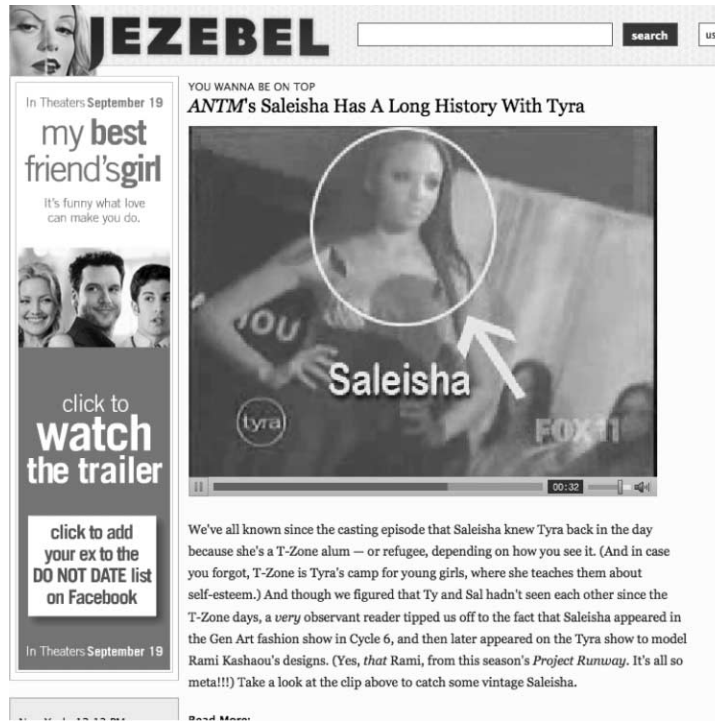 JEZEBEL
search
us
In Theaters September 19
my best
friend'sgirl
It's funny what love
can make you do.
click to
watch
the trailer
click to add
your ex to the
DO NOT DATE list
on Facebook
In Theaters September 19
YOU WANNA BE ON TOP
ANTM's Saleisha Has A Long History With Tyra
YOU
Saleisha
tyra
FOX 11
00:32
We've all known since the casting episode that Saleisha knew Tyra back in the day
because she's a T-Zone alum — or refugee, depending on how you see it. (And in case
you forgot, T-Zone is Tyra's camp for young girls, where she teaches them about
self-esteem.) And though we figured that Ty and Sal hadn't seen each other since the
T-Zone days, a very observant reader tipped us off to the fact that Saleisha appeared in
the Gen Art fashion show in Cycle 6, and then later appeared on the Tyra show to model
Rami Kashaou's designs. (Yes, that Rami, from this season's Project Runway. It's all so
meta!!!) Take a look at the clip above to catch some vintage Saleisha.
Read More: